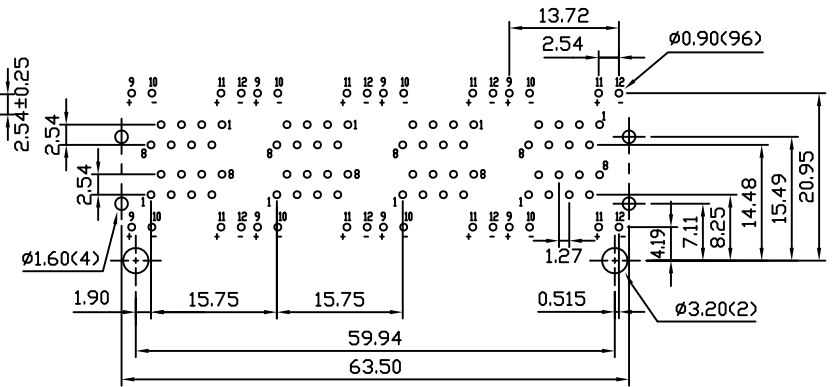 13.72
2.54
ø0.90(96)
9 10 11 12 9 10 11 12 9 10 11 12 9 10 11 12
+ - + - + - + - + - + - + - + -
2.54±0.25
1 1 1 1
2.54
8 8 8 8
8 8 8 8
2.54
1 1 1 1
9 10 11 12 9 10 11 12 9 10 11 12 9 10 11 12
+ - + - + - + - + - + - + - + -
4.19
7.11
8.25
14.48
15.49
20.95
ø1.60(4)
1.27
1.90
15.75
15.75
0.515
ø3.20(2)
59.94
63.50